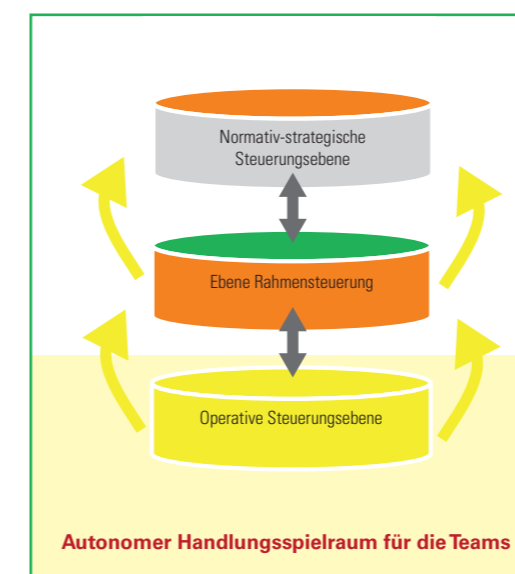 Normativ-strategische
Steuerungsebene
Ebene Rahmensteuerung
Operative Steuerungsebene
Autonomer Handlungsspielraum für die Teams